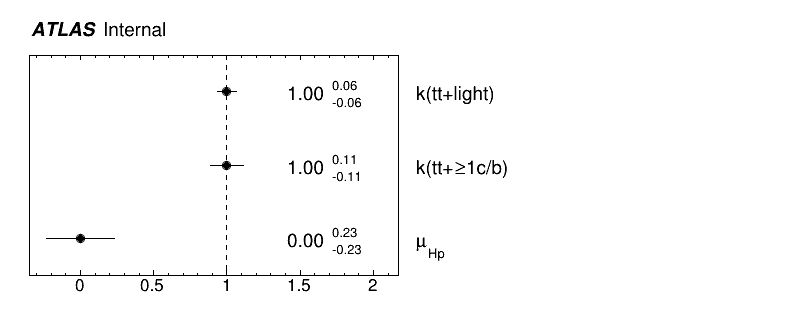 ATLAS Internal
1.00 0.06 -0.06 k(tt+light)
1.00 0.11 -0.11 k(tt+≥1c/b)
0.00 0.23 -0.23 μHp
0 0.5 1 1.5 2